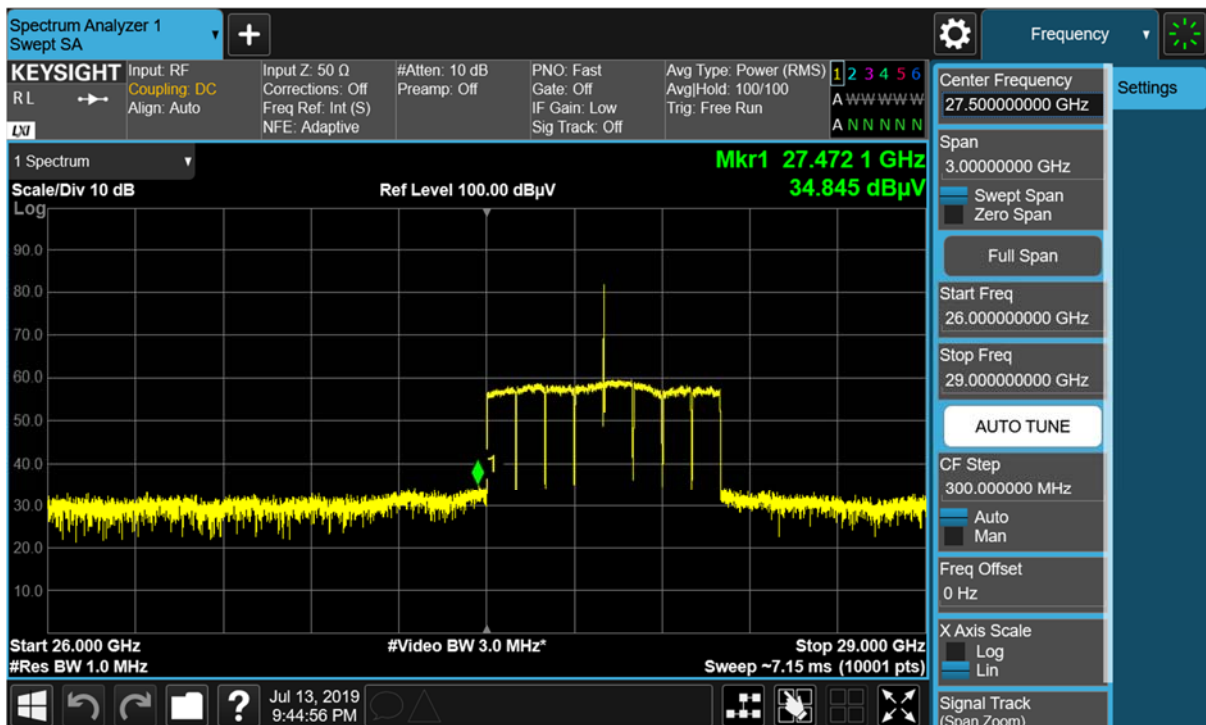 Spectrum Analyzer 1
Swept SA
Frequency
KEYSIGHT
R L
LXI
Input: RF
Coupling: DC
Align: Auto
Input Z: 50 Ω
Corrections: Off
Freq Ref: Int (S)
NFE: Adaptive
#Atten: 10 dB
Preamp: Off
PNO: Fast
Gate: Off
IF Gain: Low
Sig Track: Off
Avg Type: Power (RMS)
Avg|Hold: 100/100
Trig: Free Run
1 2 3 4 5 6
A W W W W W
A N N N N N
1 Spectrum
Scale/Div 10 dB
Ref Level 100.00 dBµV
Mkr1 27.472 1 GHz
34.845 dBµV
Log
90.0
80.0
70.0
60.0
50.0
40.0
30.0
20.0
10.0
1
Start 26.000 GHz
#Video BW 3.0 MHz*
Stop 29.000 GHz
#Res BW 1.0 MHz
Sweep ~7.15 ms (10001 pts)
?
Jul 13, 2019
9:44:56 PM
Center Frequency
27.500000000 GHz
Settings
Span
3.00000000 GHz
Swept Span
Zero Span
Full Span
Start Freq
26.000000000 GHz
Stop Freq
29.000000000 GHz
AUTO TUNE
CF Step
300.000000 MHz
Auto
Man
Freq Offset
0 Hz
X Axis Scale
Log
Lin
Signal Track
(Span Zoom)